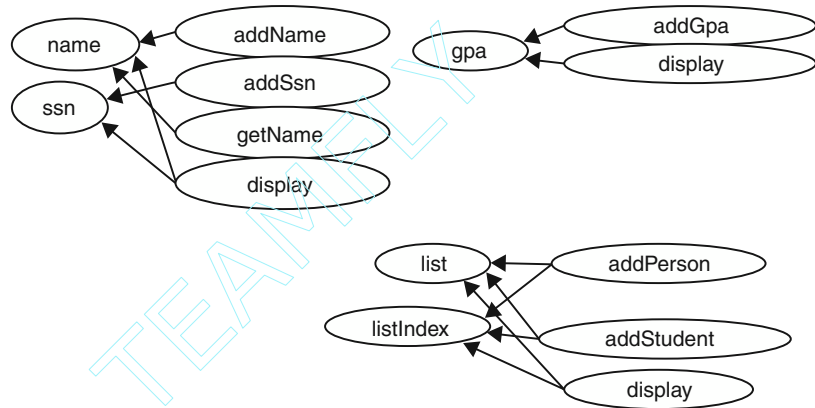 name
addName
ssn
addSsn
getName
display
gpa
addGpa
display
list
addPerson
listIndex
addStudent
display
TEAMFLY